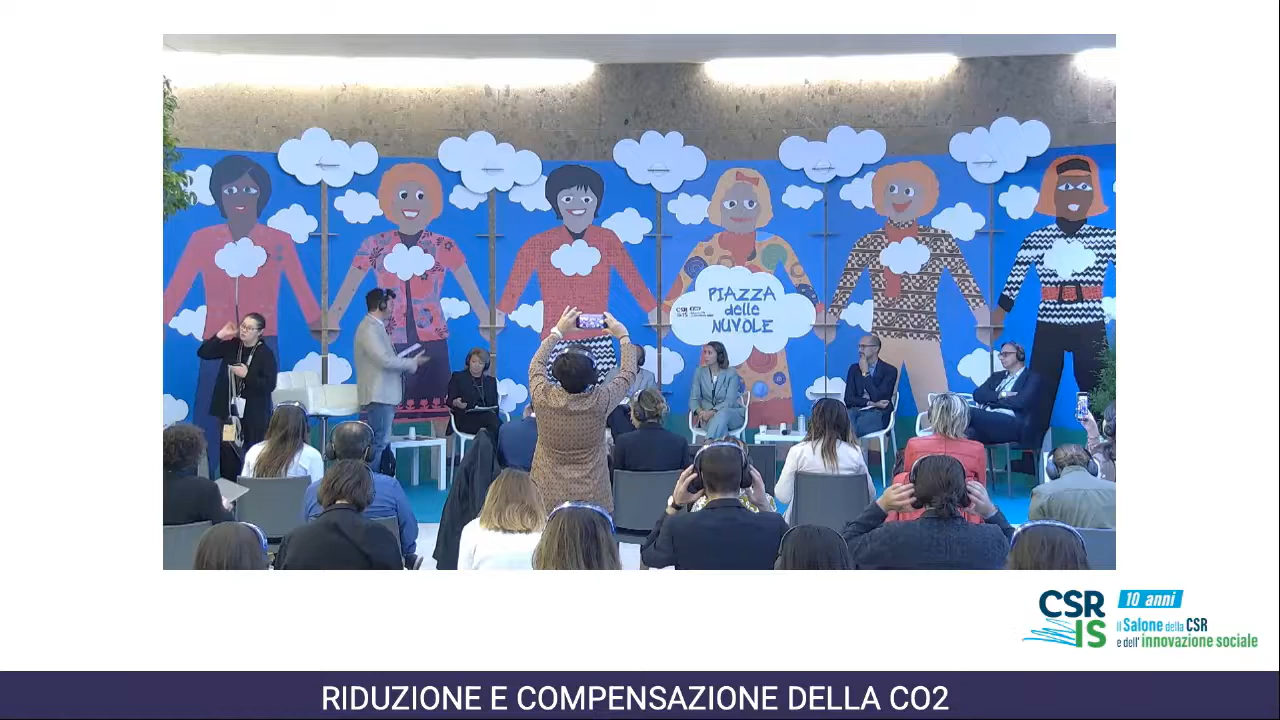 PIAZZA
delle
NUVOLE
CSR
IS
10 anni
il Salone della CSR
e dell'innovazione sociale
RIDUZIONE E COMPENSAZIONE DELLA CO2